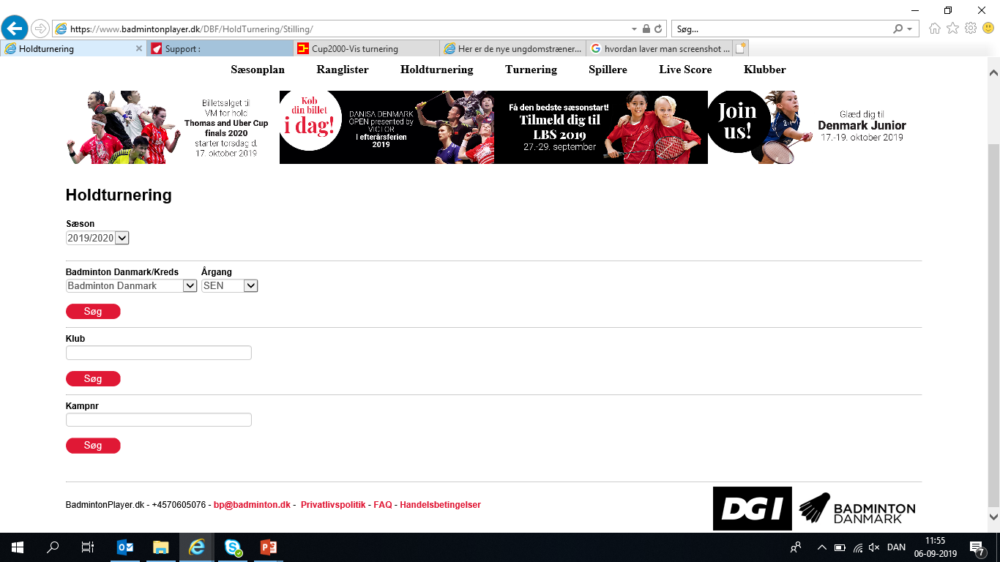 https://www.badmintonplayer.dk/DBF/HoldTurnering/Stilling/
Søg...
Holdturnering
Support :
Cup2000-Vis turnering
Her er de nye ungdomstræner...
hvordan laver man screenshot ...
Sæsonplan Ranglister Holdturnering Turnering Spillere Live Score Klubber
Billetsalget til
VM for hold
Thomas and Uber Cup
finals 2020
starter torsdag d.
17. oktober 2019
Køb
din billet
i dag!
DANISA DENMARK
OPEN presented by
VICTOR
I efterårsferien
2019
Få den bedste sæsonstart!
Tilmeld dig til
LBS 2019
27.-29. september
Join
us!
Glæd dig til
Denmark Junior
17.-19. oktober 2019
Holdturnering
Sæson
2019/2020
Badminton Danmark/Kreds Årgang
Badminton Danmark SEN
Søg
Klub
Søg
Kampnr
Søg
BadmintonPlayer.dk - +4570605076 - bp@badminton.dk - Privatlivspolitik - FAQ - Handelsbetingelser
DGI
BADMINTON
DANMARK
DAN
11:55
06-09-2019
7